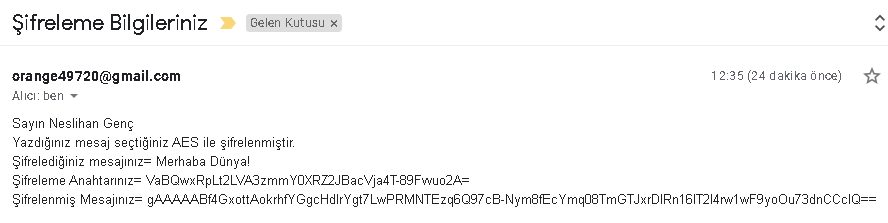 Şifreleme Bilgileriniz Gelen Kutusu ×
orange49720@gmail.com 12:35 (24 dakika önce)
Alıcı: ben
Sayın Neslihan Genç
Yazdığınız mesaj seçtiğiniz AES ile şifrelenmiştir.
Şifrelediğiniz mesajınız= Merhaba Dünya!
Şifreleme Anahtarınız= VaBQwxRpLt2LVA3zmmY0XRZ2JBacVja4T-89Fwuo2A=
Şifrelenmiş Mesajınız= gAAAAABf4GxottAokrhfYGgcHdlrYgt7LwPRMNTEzq6Q97cB-Nym8fEcYmq08TmGTJxrDlRn16IT2l4rw1wF9yoOu73dnCCclQ==